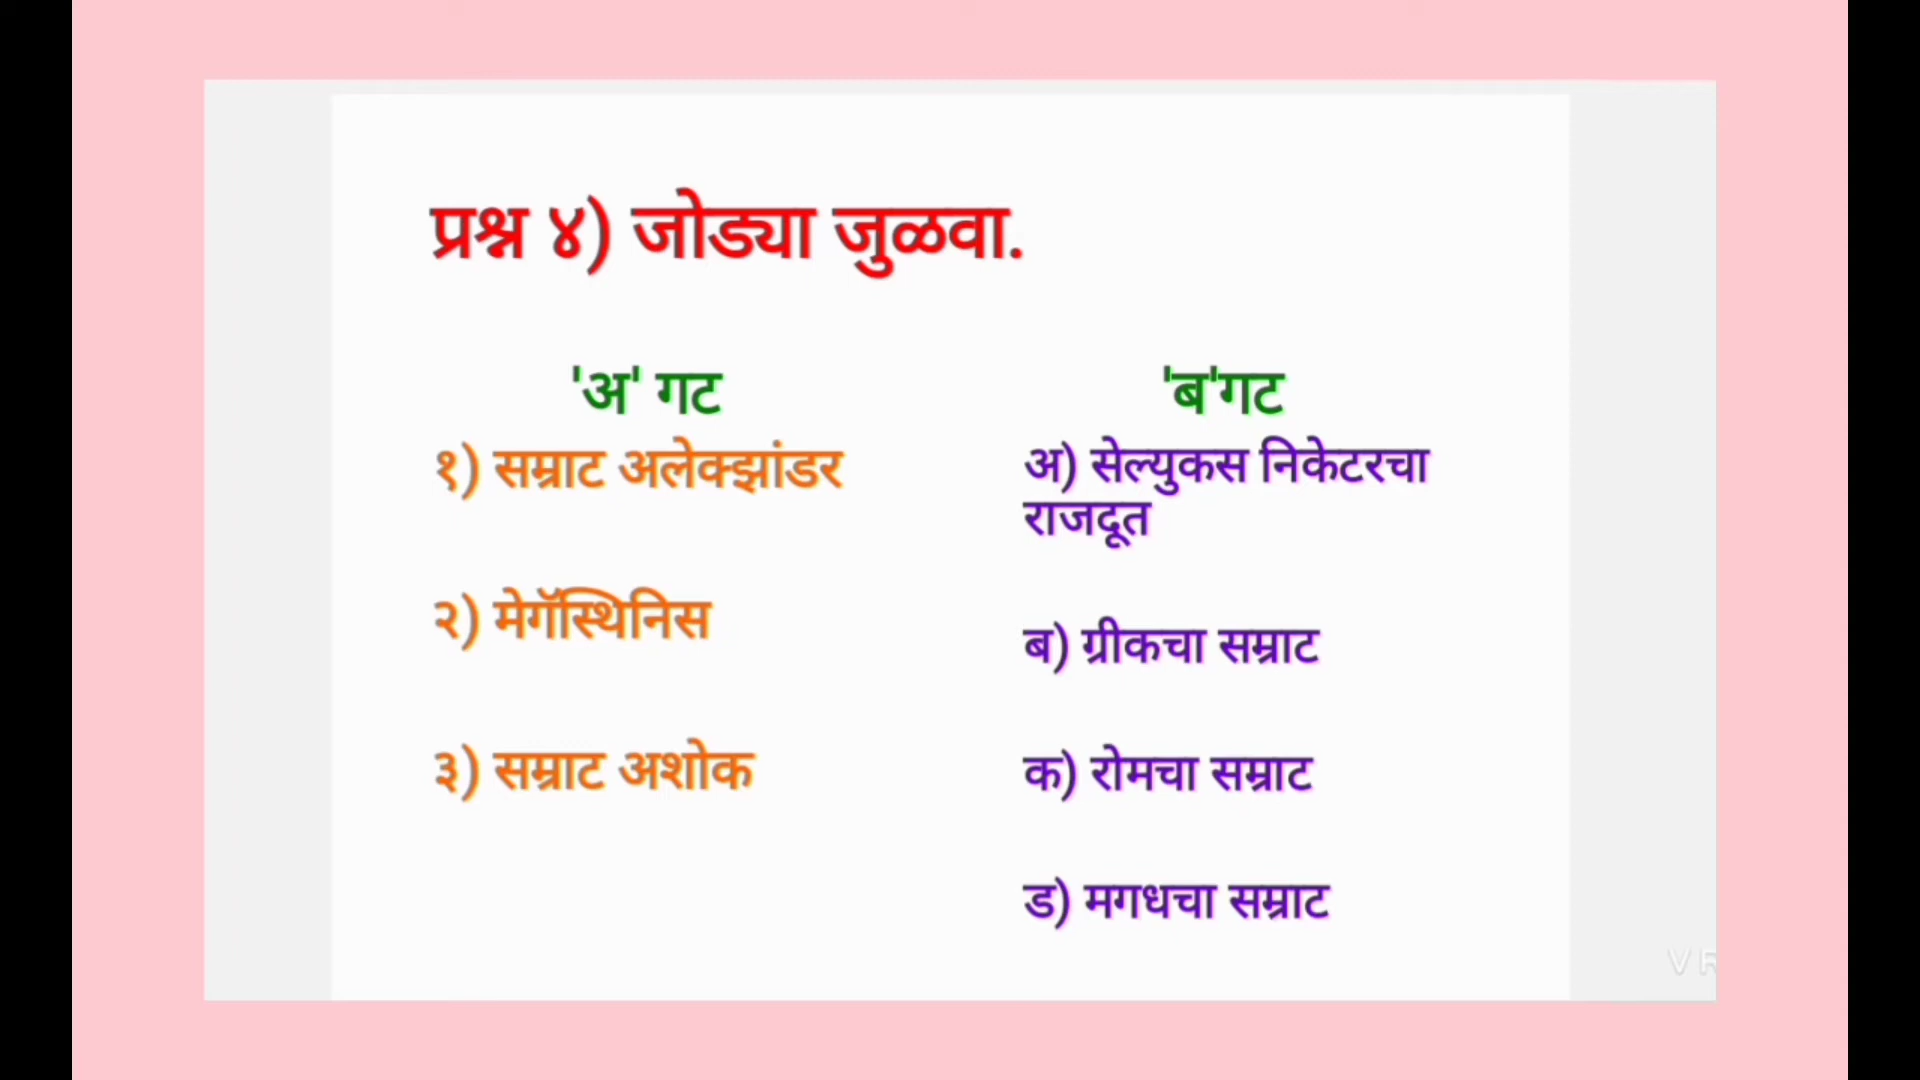 प्रश्न ४) जोड्या जुळवा.
'अ' गट
'ब'गट
१) सम्राट अलेक्झांडर
अ) सेल्युकस निकेटरचा
राजदूत
२) मेगॅस्थिनिस
ब) ग्रीकचा सम्राट
३) सम्राट अशोक
क) रोमचा सम्राट
ड) मगधचा सम्राट